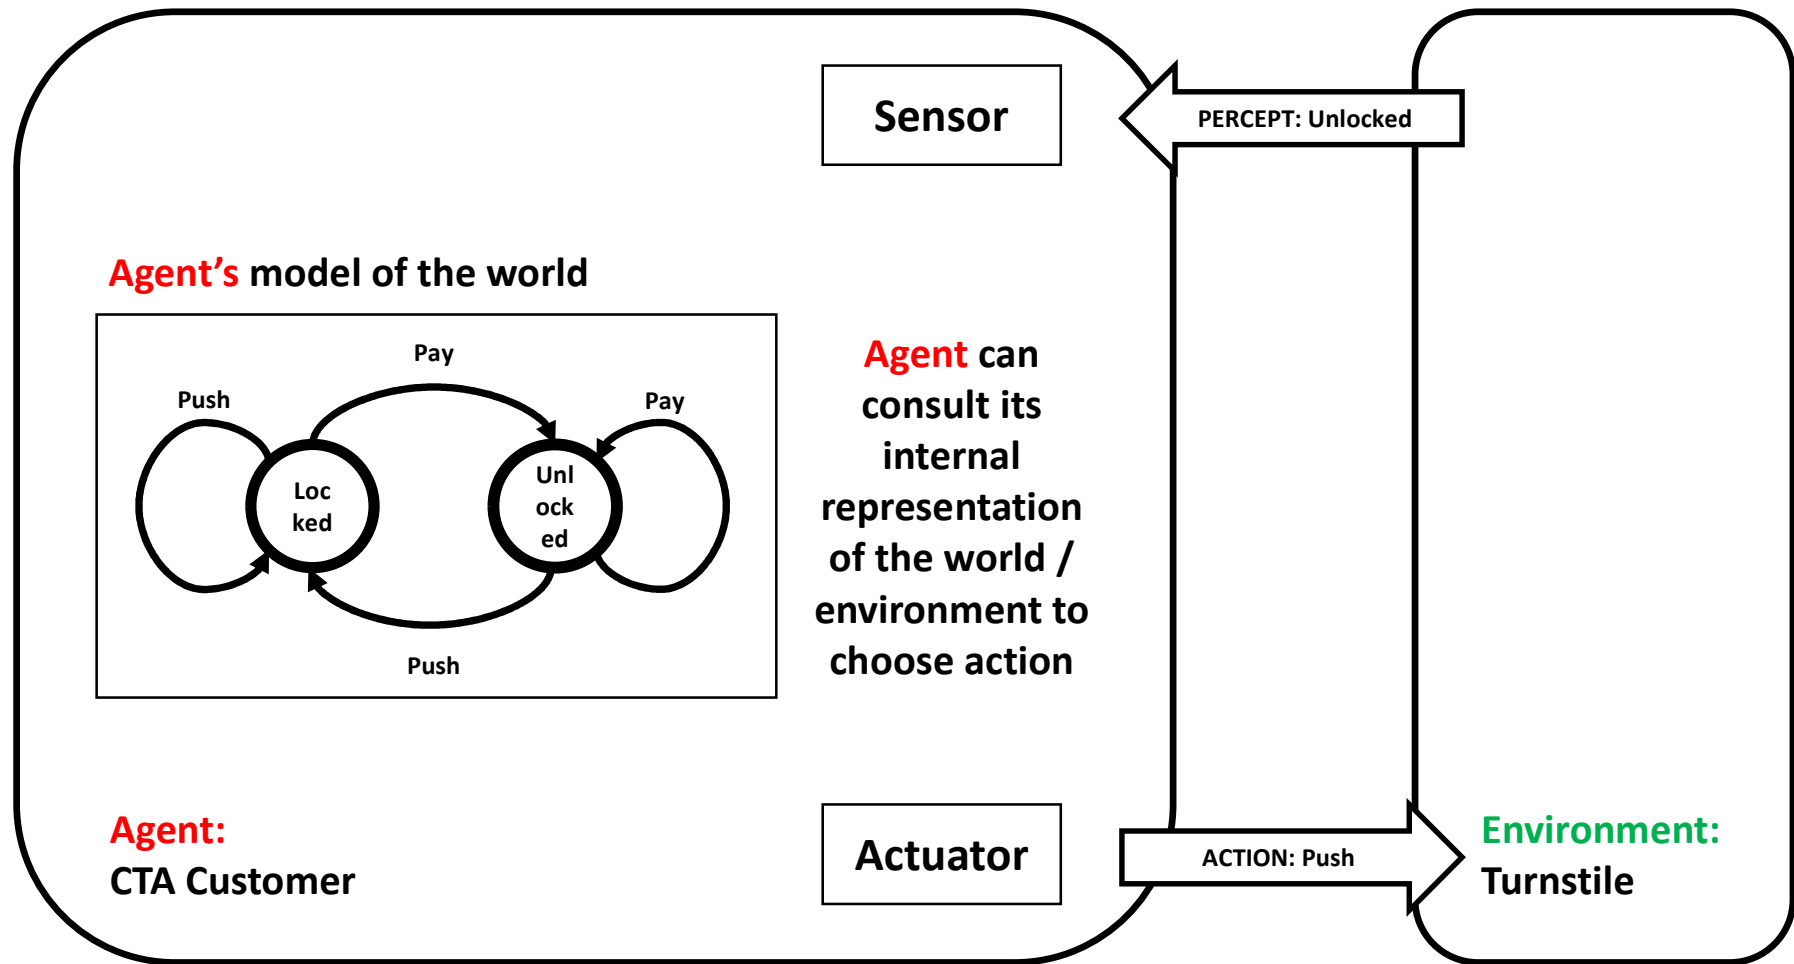 Sensor
PERCEPT: Unlocked
Agent's model of the world
Pay
Push
Pay
Loc
ked
Unl
ock
ed
Push
Agent can
consult its
internal
representation
of the world /
environment to
choose action
Agent:
CTA Customer
Actuator
ACTION: Push
Environment:
Turnstile